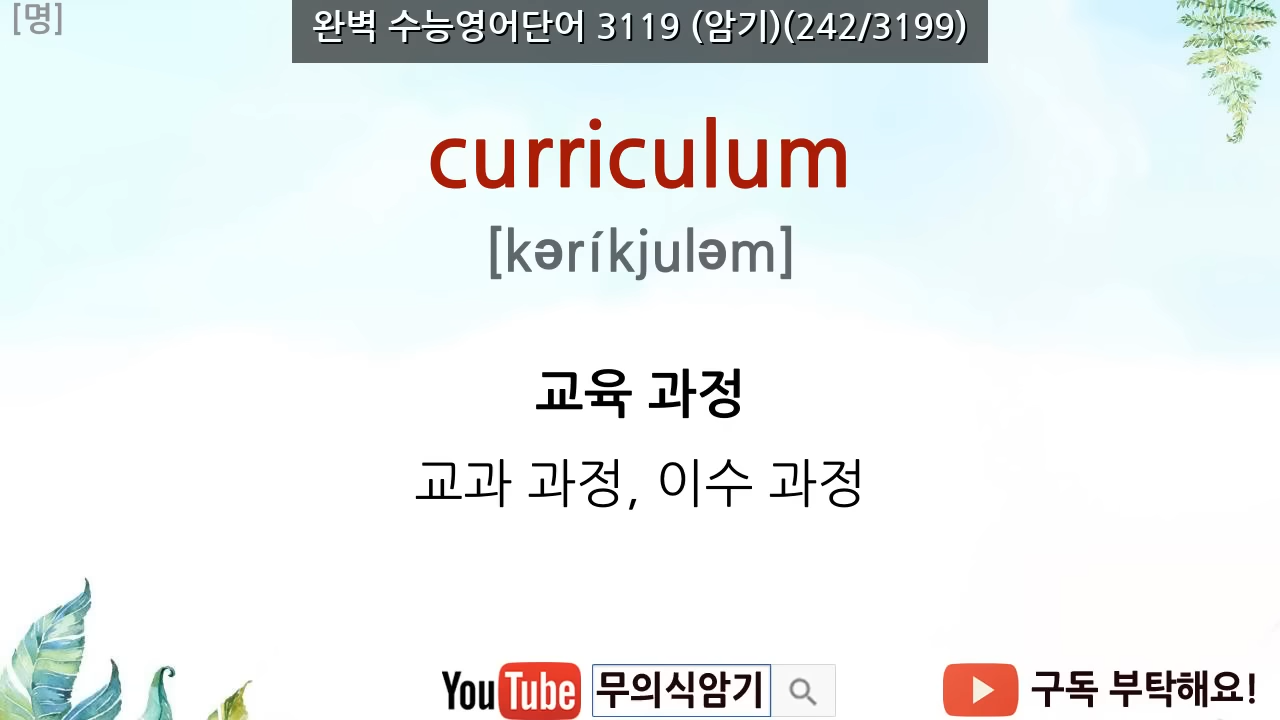 [명]
완벽 수능영어단어 3119 (암기)(242/3199)
curriculum
[kəríkjuləm]
교육 과정
교과 과정, 이수 과정
YouTube 무의식암기
구독 부탁해요!